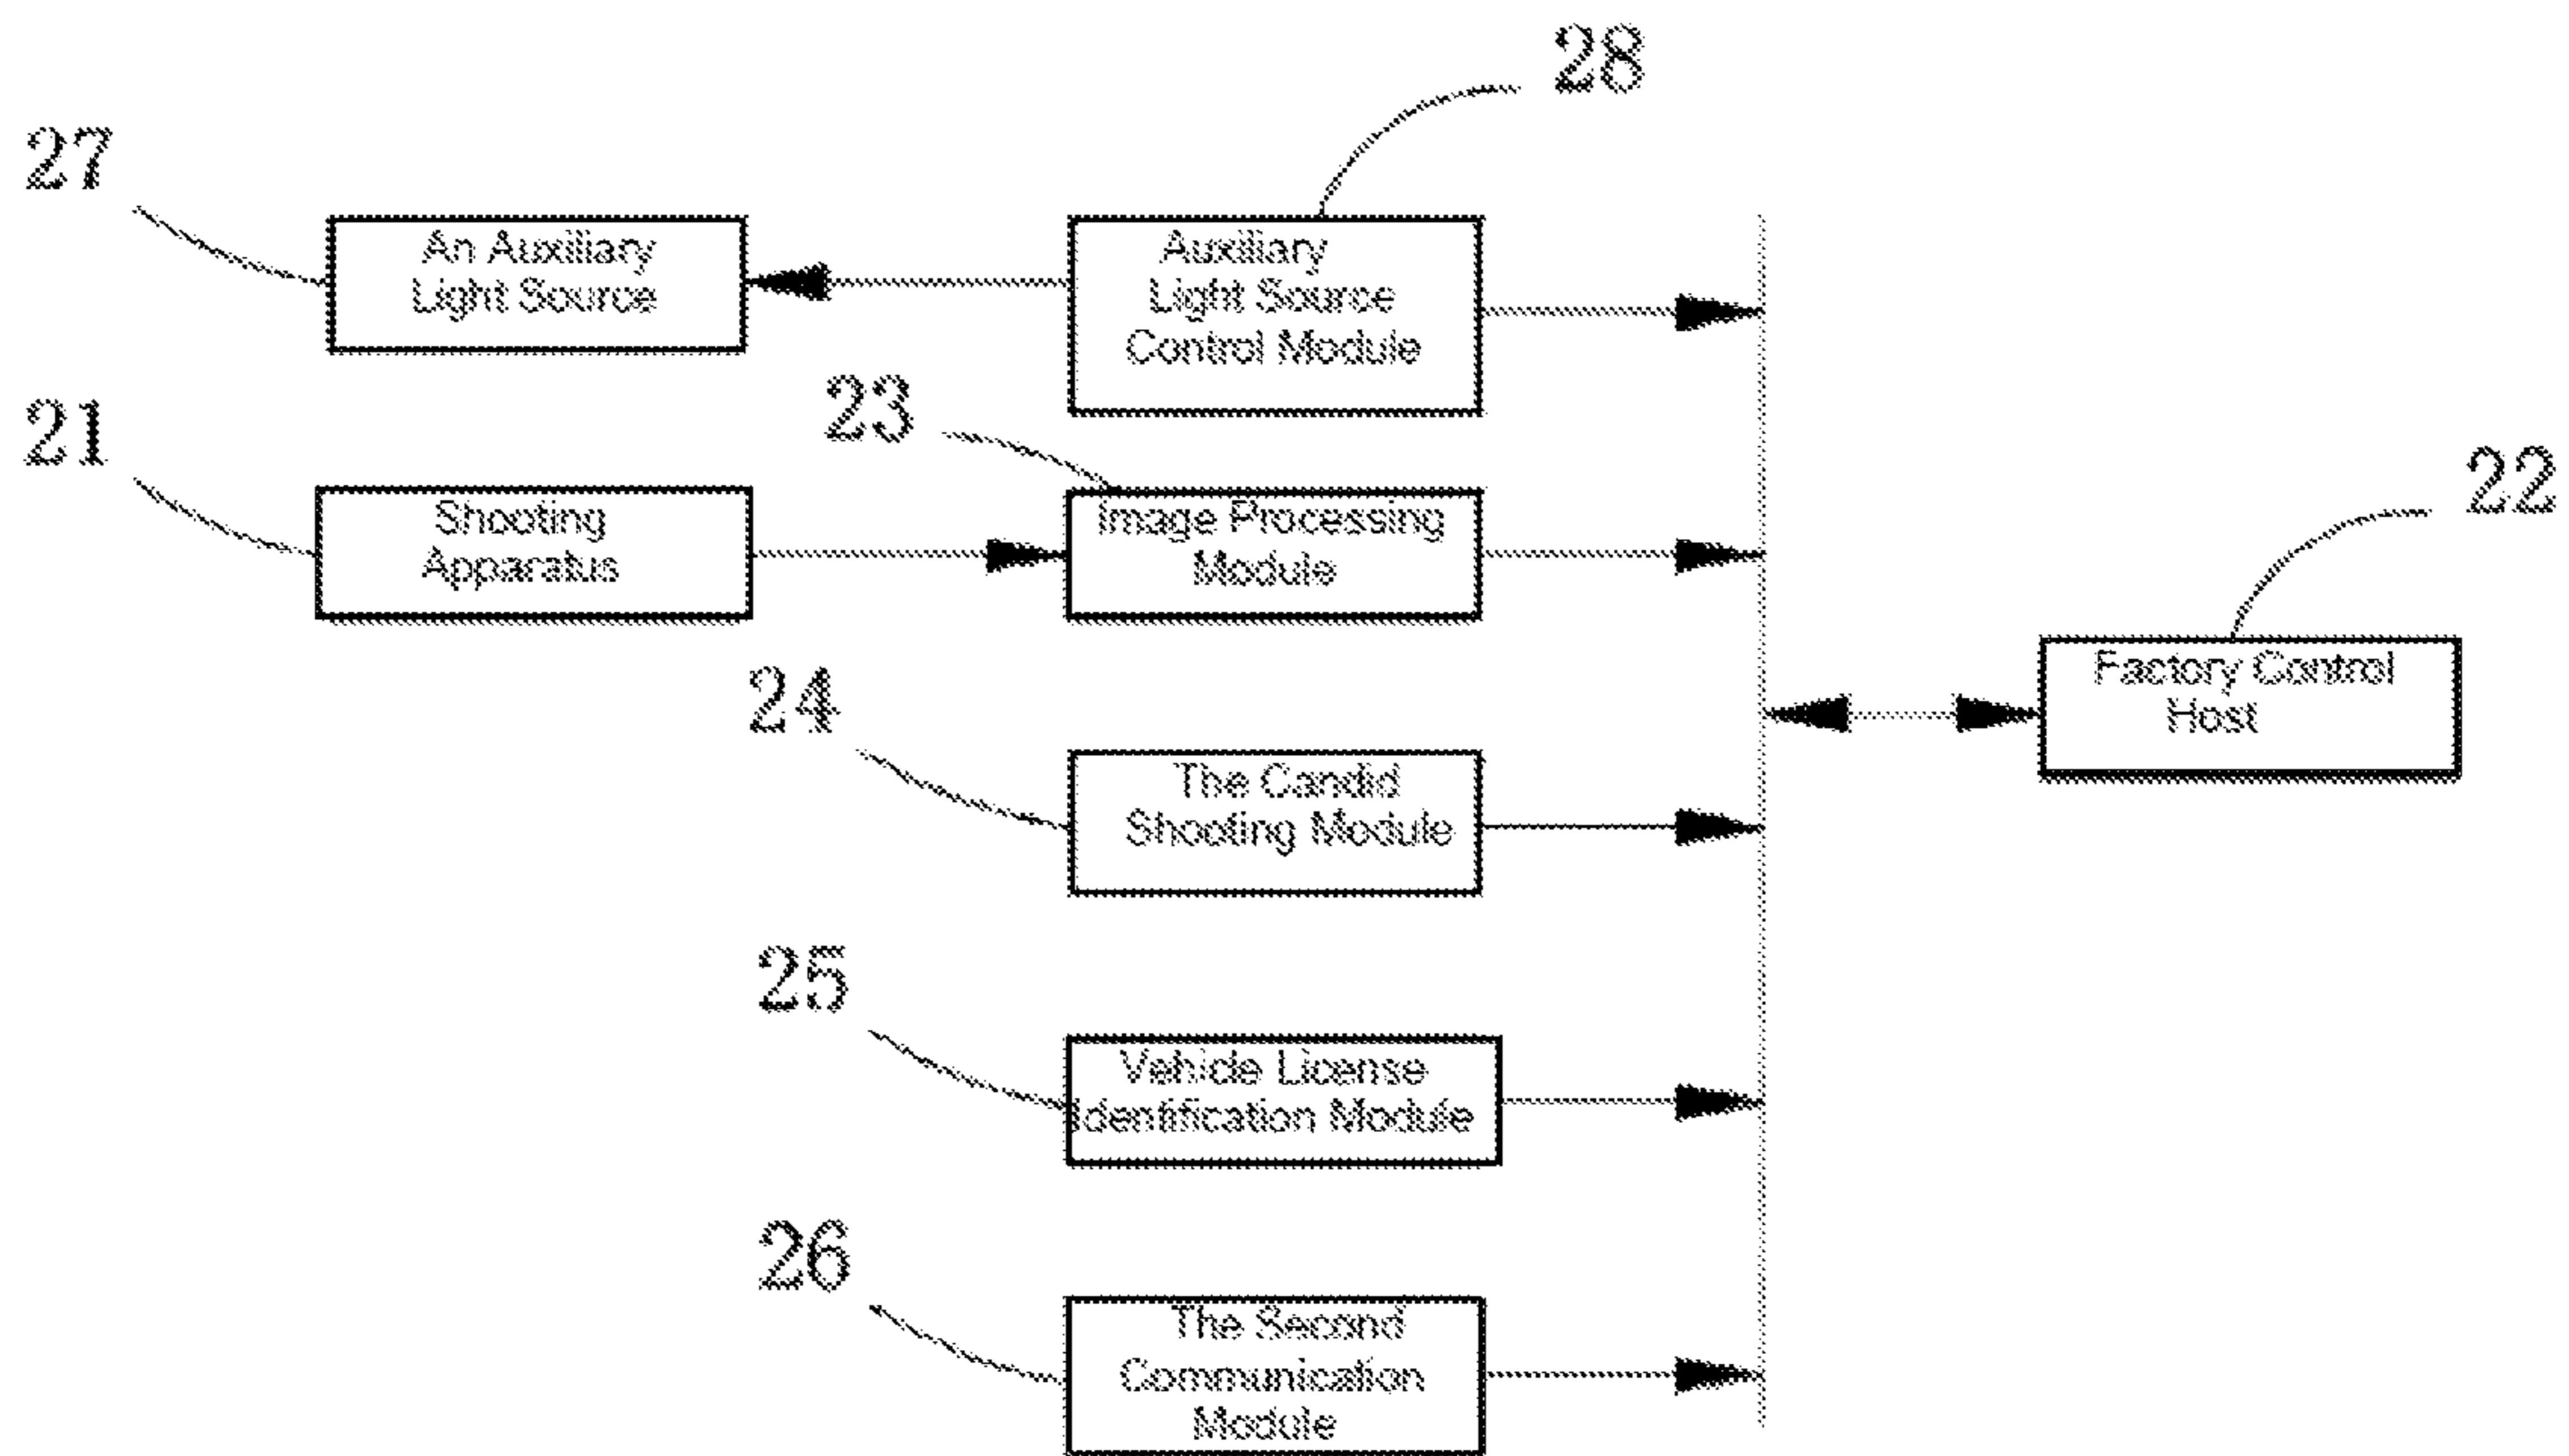 28
27
An Auxiliary
Light Source
Auxiliary
Light Source
Control Module
21
23
22
Shooting
Apparatus
Image Processing
Module
Factory Control
Host
24
The Candid
Shooting Module
25
Vehicle License
Identification Module
26
The Second
Communication
Module